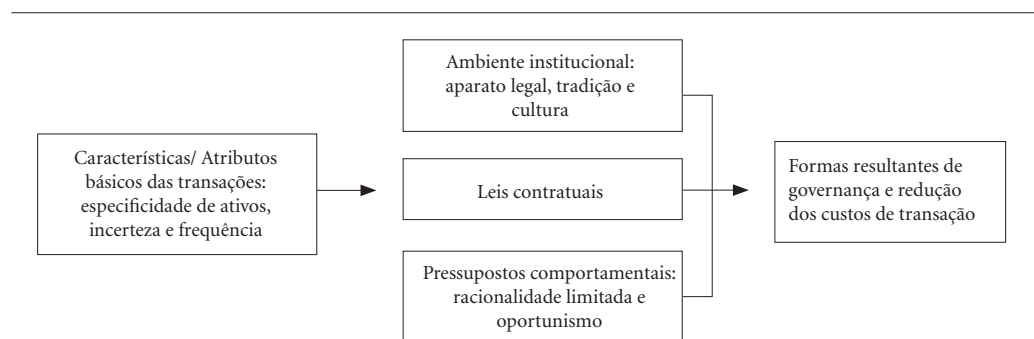 Características/ Atributos
básicos das transações:
especificidade de ativos,
incerteza e frequência
Ambiente institucional:
aparato legal, tradição e
cultura
Leis contratuais
Pressupostos comportamentais:
racionalidade limitada e
oportunismo
Formas resultantes de
governança e redução
dos custos de transação